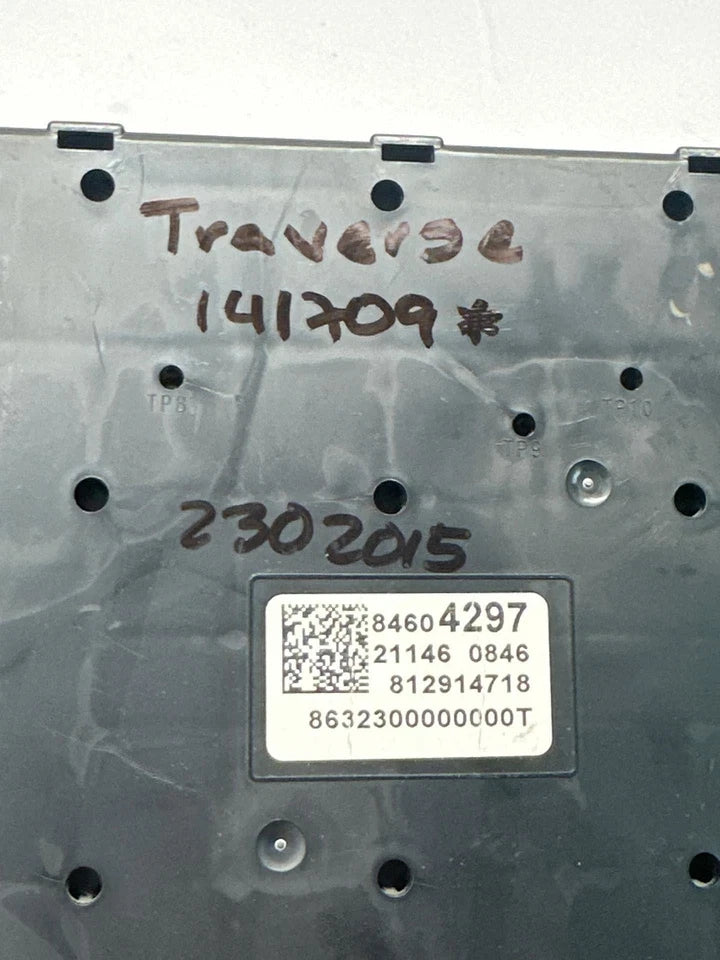 Traverse
141709*
TP8
TP10
TP9
2302015
84604297
21146 0846
812914718
8632300000000T